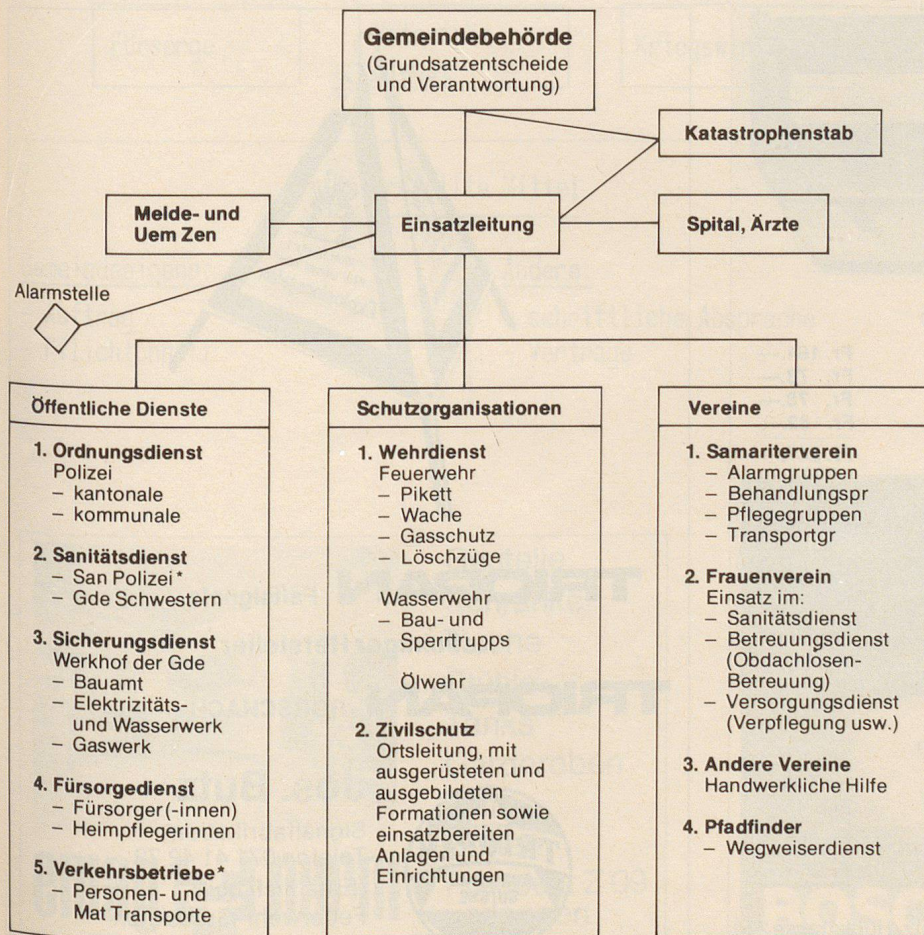 Gemeindebehörde
(Grundsatzentscheide
und Verantwortung)
Katastrophenstab
Melde- und
Uem Zen
Einsatzleitung
Spital, Ärzte
Alarmstelle
Öffentliche Dienste
1. Ordnungsdienst
Polizei
– kantonale
– kommunale
2. Sanitätsdienst
– San Polizei*
– Gde Schwestern
3. Sicherungsdienst
Werkhof der Gde
– Bauamt
– Elektrizitäts-
und Wasserwerk
– Gaswerk
4. Fürsorgedienst
– Fürsorger(-innen)
– Heimpflegerinnen
5. Verkehrsbetriebe*
– Personen- und
Mat Transporte
Schutzorganisationen
1. Wehrdienst
Feuerwehr
– Pikett
– Wache
– Gasschutz
– Löschzüge
Wasserwehr
– Bau- und
Sperrtrupps
Ölwehr
2. Zivilschutz
Ortsleitung, mit
ausgerüsteten und
ausgebildeten
Formationen sowie
einsatzbereiten
Anlagen und
Einrichtungen
Vereine
1. Samariterverein
– Alarmgruppen
– Behandlungspr
– Pflegegruppen
– Transportgr
2. Frauenverein
Einsatz im:
– Sanitätsdienst
– Betreuungsdienst
(Obdachlosen-
Betreuung)
– Versorgungsdienst
(Verpflegung usw.)
3. Andere Vereine
Handwerkliche Hilfe
4. Pfadfinder
– Wegweiserdienst